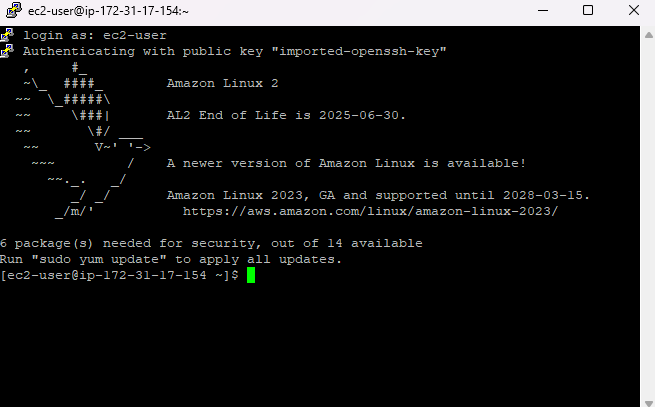 ec2-user@ip-172-31-17-154:~
login as: ec2-user
Authenticating with public key "imported-openssh-key"
   ,     #_
   ~\_  ####_        Amazon Linux 2
  ~~  \_#####\
  ~~     \###|       AL2 End of Life is 2025-06-30.
  ~~       \#/ ___
   ~~       V~' '->
    ~~~         /    A newer version of Amazon Linux is available!
      ~~._.   _/
         _/ _/       Amazon Linux 2023, GA and supported until 2028-03-15.
       _/m/'           https://aws.amazon.com/linux/amazon-linux-2023/
6 package(s) needed for security, out of 14 available
Run "sudo yum update" to apply all updates.
[ec2-user@ip-172-31-17-154 ~]$